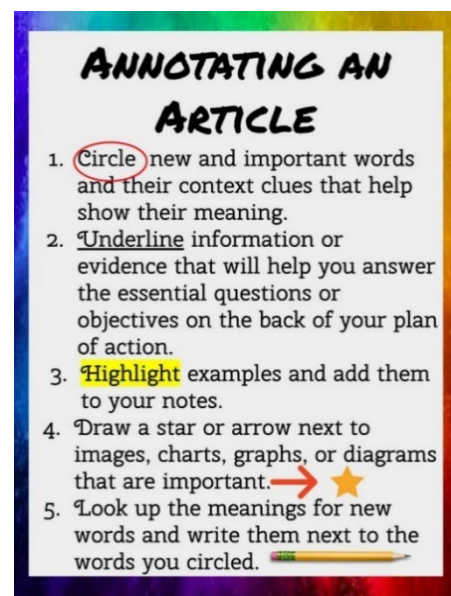 ANNOTATING AN
ARTICLE
1. Circle new and important words
and their context clues that help
show their meaning.
2. Underline information or
evidence that will help you answer
the essential questions or
objectives on the back of your plan
of action.
3. Highlight examples and add them
to your notes.
4. Draw a star or arrow next to
images, charts, graphs, or diagrams
that are important.
5. Look up the meanings for new
words and write them next to the
words you circled.